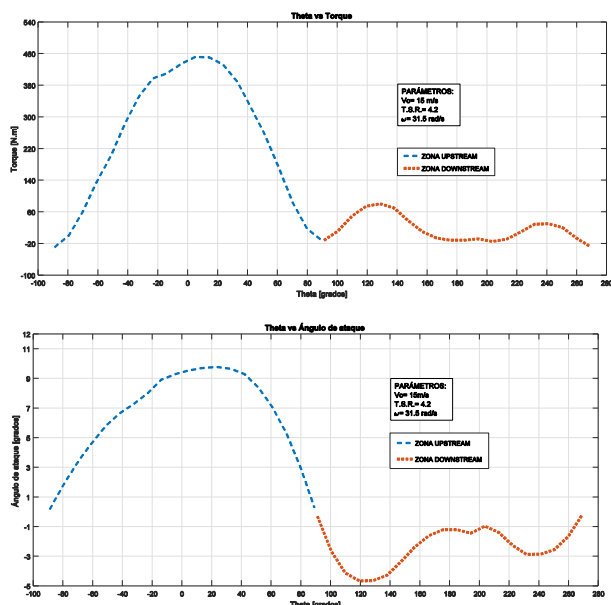 Theta vs Torque
Torque [N.m]
540
460
380
300
220
140
60
-20
-100
PARÁMETROS:
Vo= 15 m/s
T.S.R.= 4.2
ω= 31.5 rad/s
ZONA UPSTREAM
ZONA DOWNSTREAM
-100 -80 -60 -40 -20 0 20 40 60 80 100 120 140 160 180 200 220 240 260 280
Theta [grados]
Theta vs Ángulo de ataque
Ángulo de ataque [grados]
12
11
9
7
5
3
1
-1
-3
-5
PARÁMETROS:
Vo= 15m/s
T.S.R.= 4.2
ω= 31.5 rad/s
ZONA UPSTREAM
ZONA DOWNSTREAM
-100 -80 -60 -40 -20 0 20 40 60 80 100 120 140 160 180 200 220 240 260 280
Theta [grados]